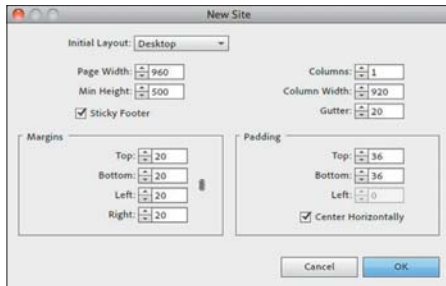 New Site
Initial Layout: Desktop
Page Width: 960
Columns: 1
Min Height: 500
Column Width: 920
Sticky Footer
Gutter: 20
Margins
Top: 20
Bottom: 20
Left: 20
Right: 20
Padding
Top: 36
Bottom: 36
Left: 0
Center Horizontally
Cancel
OK